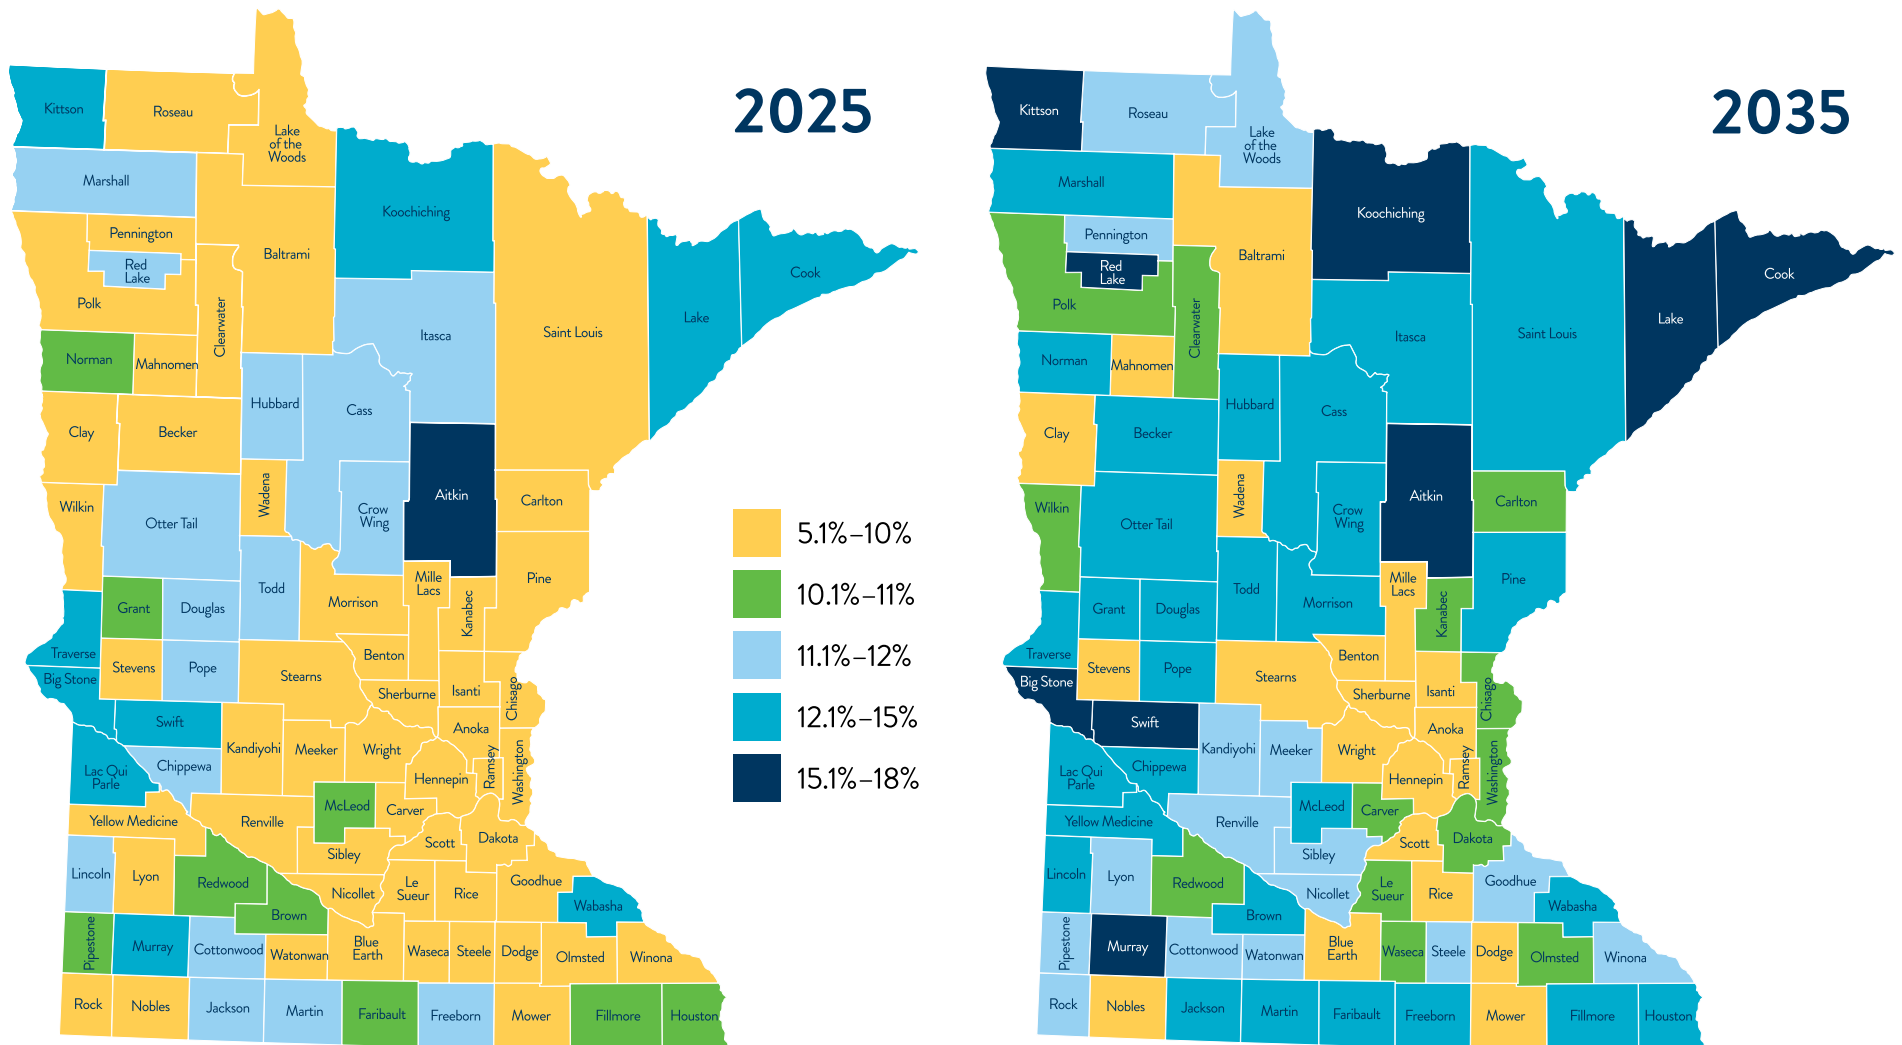 2025
Kittson
Roseau
Lake
of the
Woods
Marshall
Koochiching
Pennington
Baltrami
Red
Lake
Cook
Polk
Clearwater
Itasca
Saint Louis
Lake
Norman
Mahnomen
Hubbard
Cass
Clay
Becker
Wadena
Aitkin
Carlton
Wilkin
Otter Tail
Crow
Wing
Mille
Lacs
Pine
Todd
Morrison
Grant
Douglas
Kanabec
Traverse
Stevens
Pope
Benton
Big Stone
Stearns
Sherburne
Isanti
Chisago
Swift
Kandiyohi
Meeker
Wright
Anoka
Ramsey
Washington
Chippewa
Lac Qui
Parle
Hennepin
McLeod
Carver
Yellow Medicine
Renville
Scott
Dakota
Sibley
Lincoln
Lyon
Redwood
Nicollet
Le
Sueur
Rice
Goodhue
Brown
Wabasha
Pipestone
Murray
Cottonwood
Watonwan
Blue
Earth
Waseca
Steele
Dodge
Olmsted
Winona
Rock
Nobles
Jackson
Martin
Faribault
Freeborn
Mower
Fillmore
Houston
5.1%–10%
10.1%–11%
11.1%–12%
12.1%–15%
15.1%–18%
2035
Kittson
Roseau
Lake
of the
Woods
Marshall
Koochiching
Pennington
Baltrami
Red
Lake
Cook
Polk
Clearwater
Itasca
Saint Louis
Lake
Norman
Mahnomen
Hubbard
Cass
Clay
Becker
Wadena
Aitkin
Carlton
Wilkin
Otter Tail
Crow
Wing
Mille
Lacs
Pine
Todd
Morrison
Grant
Douglas
Kanabec
Traverse
Stevens
Pope
Benton
Big Stone
Stearns
Sherburne
Isanti
Chisago
Swift
Kandiyohi
Meeker
Wright
Anoka
Ramsey
Washington
Chippewa
Lac Qui
Parle
Hennepin
McLeod
Carver
Yellow Medicine
Renville
Scott
Dakota
Sibley
Lincoln
Lyon
Redwood
Nicollet
Le
Sueur
Rice
Goodhue
Brown
Wabasha
Pipestone
Murray
Cottonwood
Watonwan
Blue
Earth
Waseca
Steele
Dodge
Olmsted
Winona
Rock
Nobles
Jackson
Martin
Faribault
Freeborn
Mower
Fillmore
Houston